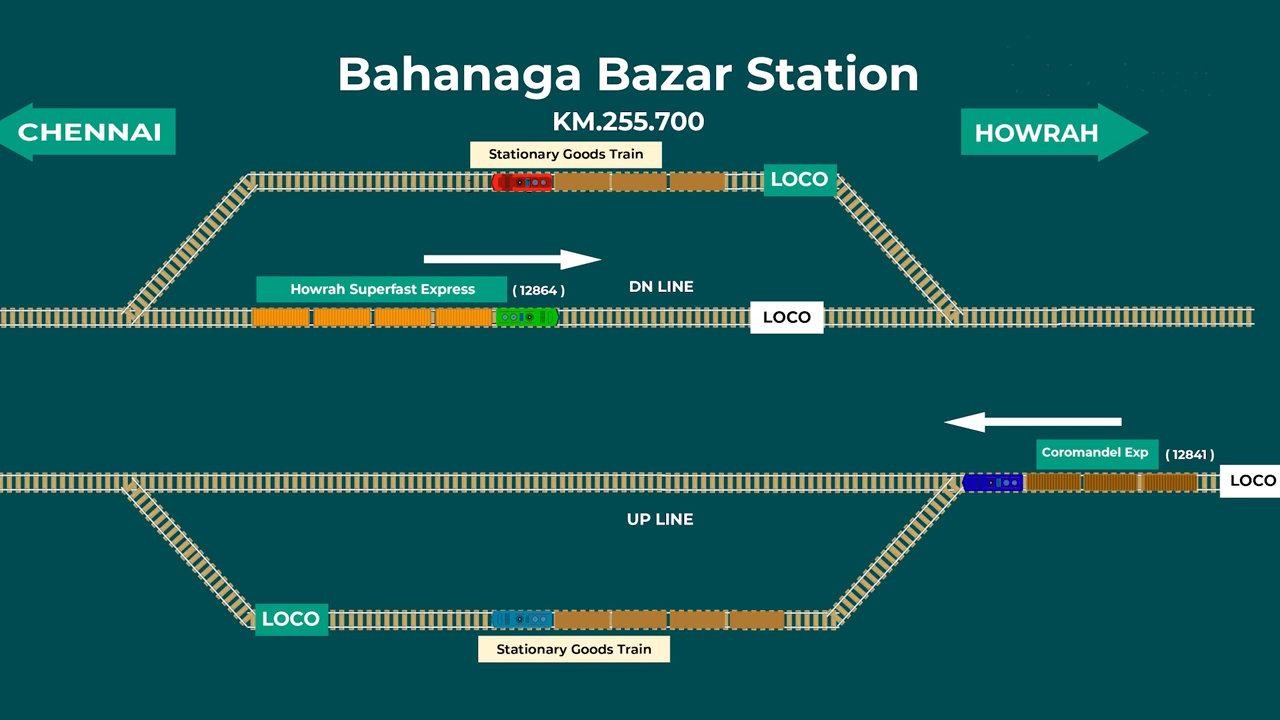 Bahanaga Bazar Station
KM.255.700
CHENNAI
HOWRAH
Stationary Goods Train
LOCO
Howrah Superfast Express
( 12864 )
DN LINE
LOCO
Coromandel Exp
( 12841 )
LOCO
UP LINE
LOCO
Stationary Goods Train